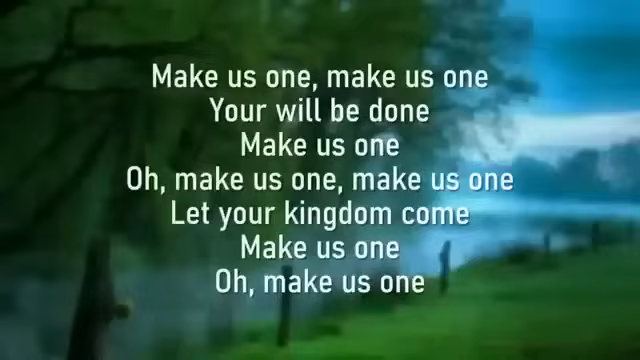 Make us one, make us one
Your will be done
Make us one
Oh, make us one, make us one
Let your kingdom come
Make us one
Oh, make us one